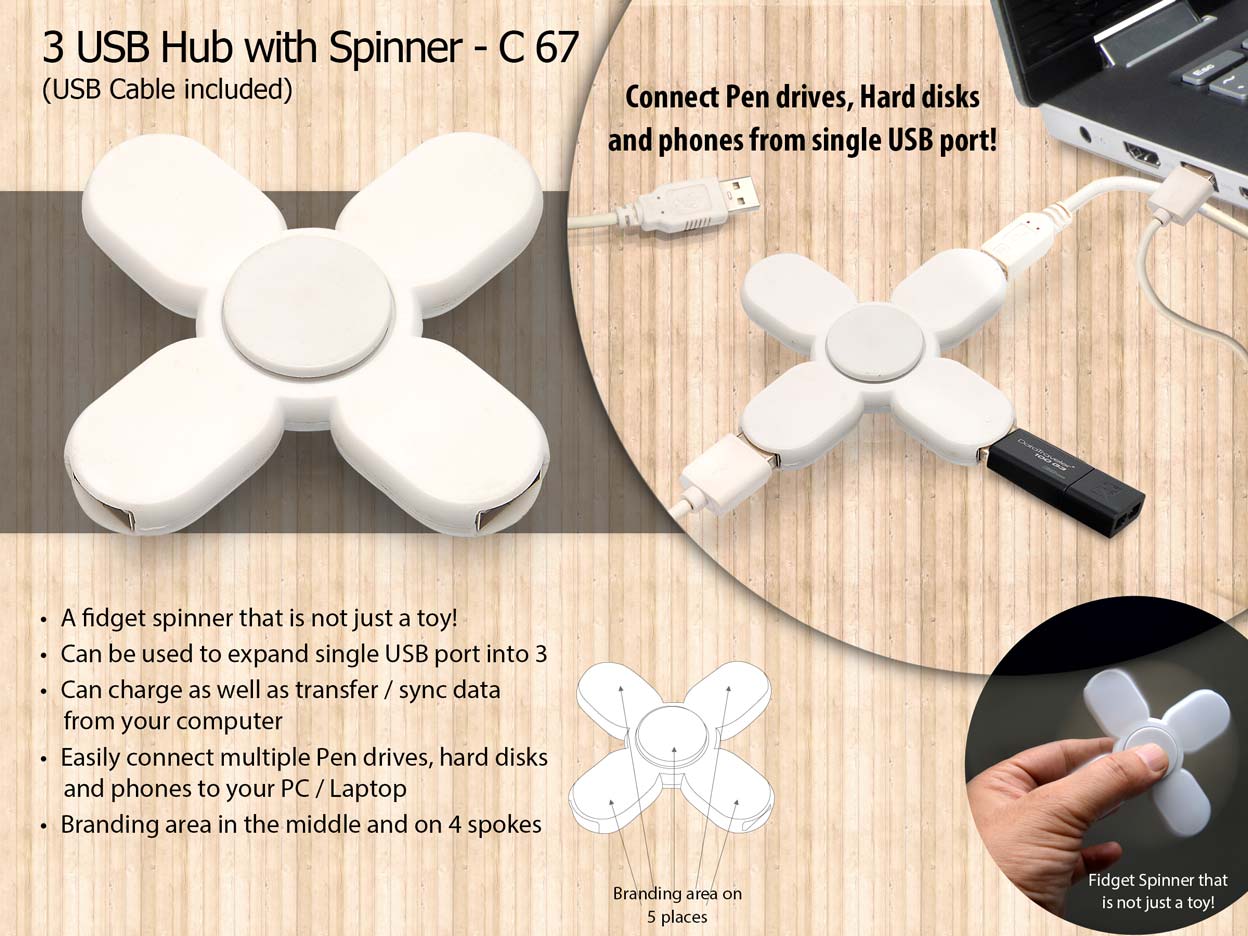 3 USB Hub with Spinner - C 67
(USB Cable included)
Connect Pen drives, Hard disks
and phones from single USB port!
Esc
DataTraveler
100 G3
• A fidget spinner that is not just a toy!
• Can be used to expand single USB port into 3
• Can charge as well as transfer / sync data
from your computer
• Easily connect multiple Pen drives, hard disks
and phones to your PC / Laptop
• Branding area in the middle and on 4 spokes
Branding area on
5 places
Fidget Spinner that
is not just a toy!